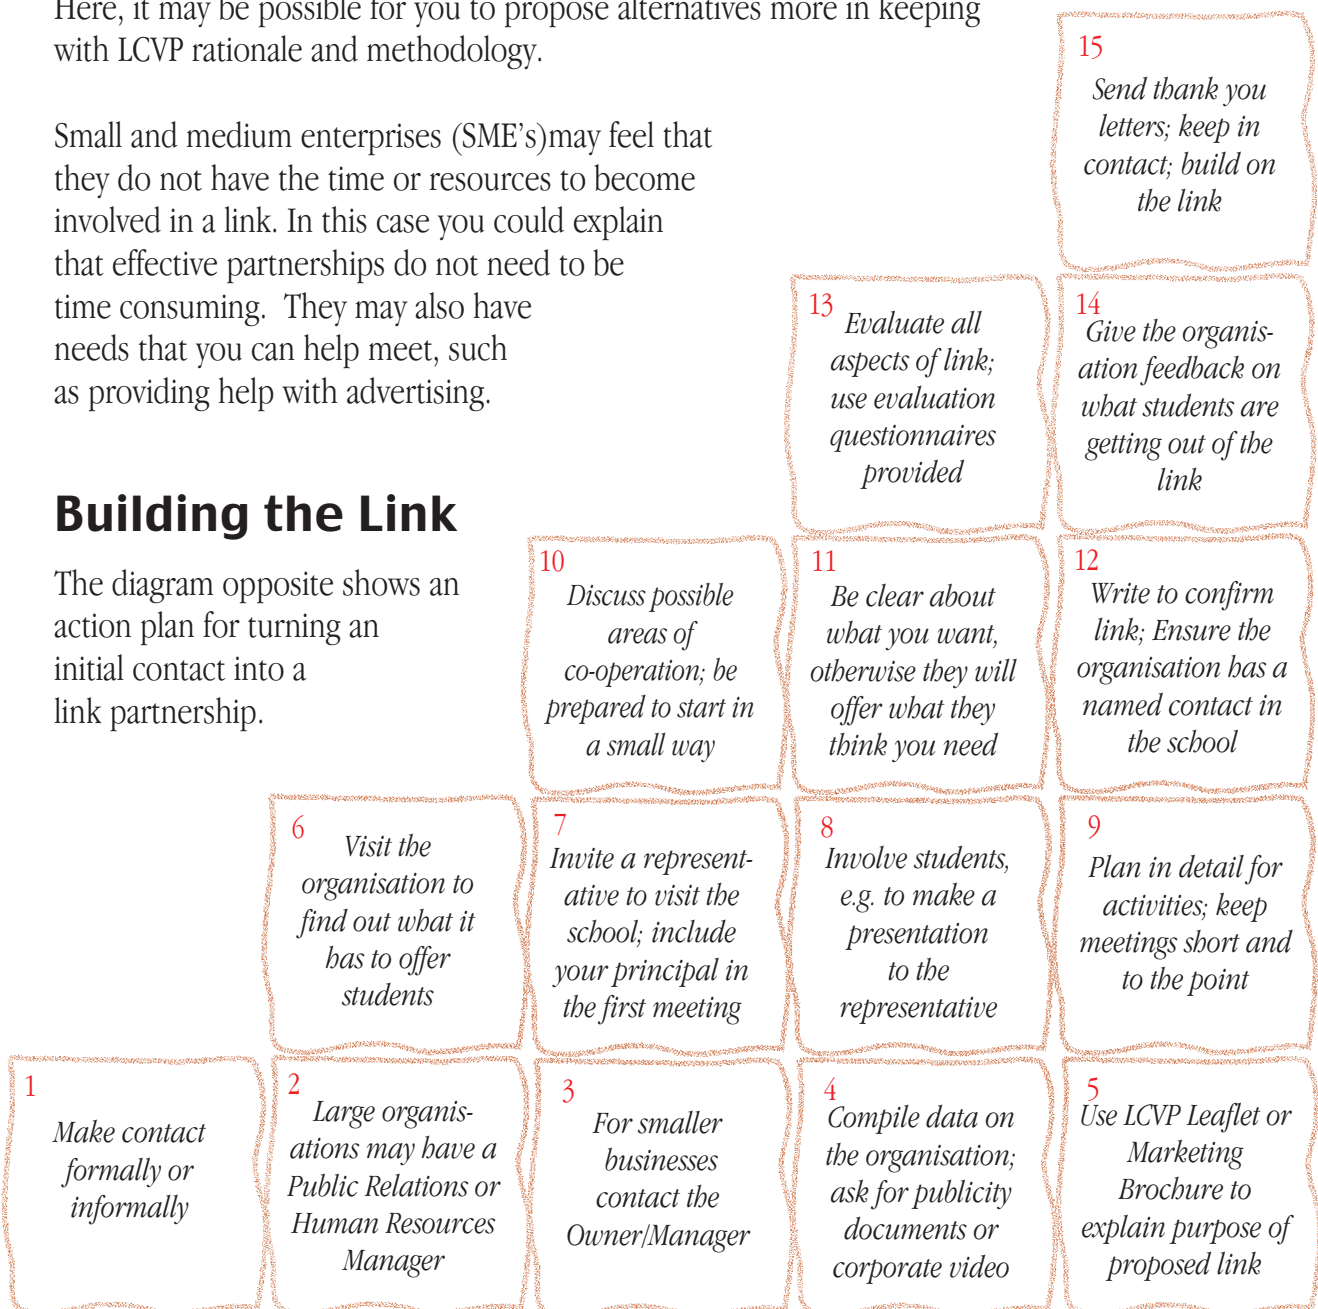 Here, it may be possible for you to propose alternatives more in keeping
with LCVP rationale and methodology.
Small and medium enterprises (SME's)may feel that
they do not have the time or resources to become
involved in a link. In this case you could explain
that effective partnerships do not need to be
time consuming.  They may also have
needs that you can help meet, such
as providing help with advertising.
Building the Link
The diagram opposite shows an
action plan for turning an
initial contact into a
link partnership.
1
Make contact
formally or
informally
2
Large organis-
ations may have a
Public Relations or
Human Resources
Manager
3
For smaller
businesses
contact the
Owner/Manager
4
Compile data on
the organisation;
ask for publicity
documents or
corporate video
5
Use LCVP Leaflet or
Marketing
Brochure to
explain purpose of
proposed link
6
Visit the
organisation to
find out what it
has to offer
students
7
Invite a represent-
ative to visit the
school; include
your principal in
the first meeting
8
Involve students,
e.g. to make a
presentation
to the
representative
9
Plan in detail for
activities; keep
meetings short and
to the point
10
Discuss possible
areas of
co-operation; be
prepared to start in
a small way
11
Be clear about
what you want,
otherwise they will
offer what they
think you need
12
Write to confirm
link; Ensure the
organisation has a
named contact in
the school
13
Evaluate all
aspects of link;
use evaluation
questionnaires
provided
14
Give the organis-
ation feedback on
what students are
getting out of the
link
15
Send thank you
letters; keep in
contact; build on
the link